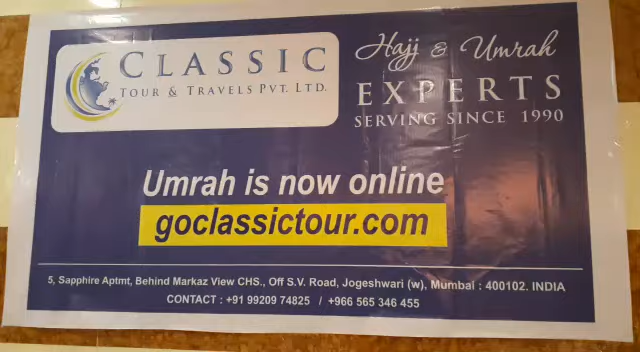 CLASSIC
TOUR & TRAVELS PVT. LTD.
Hajj & Umrah
EXPERTS
SERVING SINCE 1990
Umrah is now online
goclassictour.com
5, Sapphire Aptmt, Behind Markaz View CHS., Off S.V. Road, Jogeshwari (w), Mumbai : 400102. INDIA
CONTACT : +91 99209 74825 / +966 565 346 455